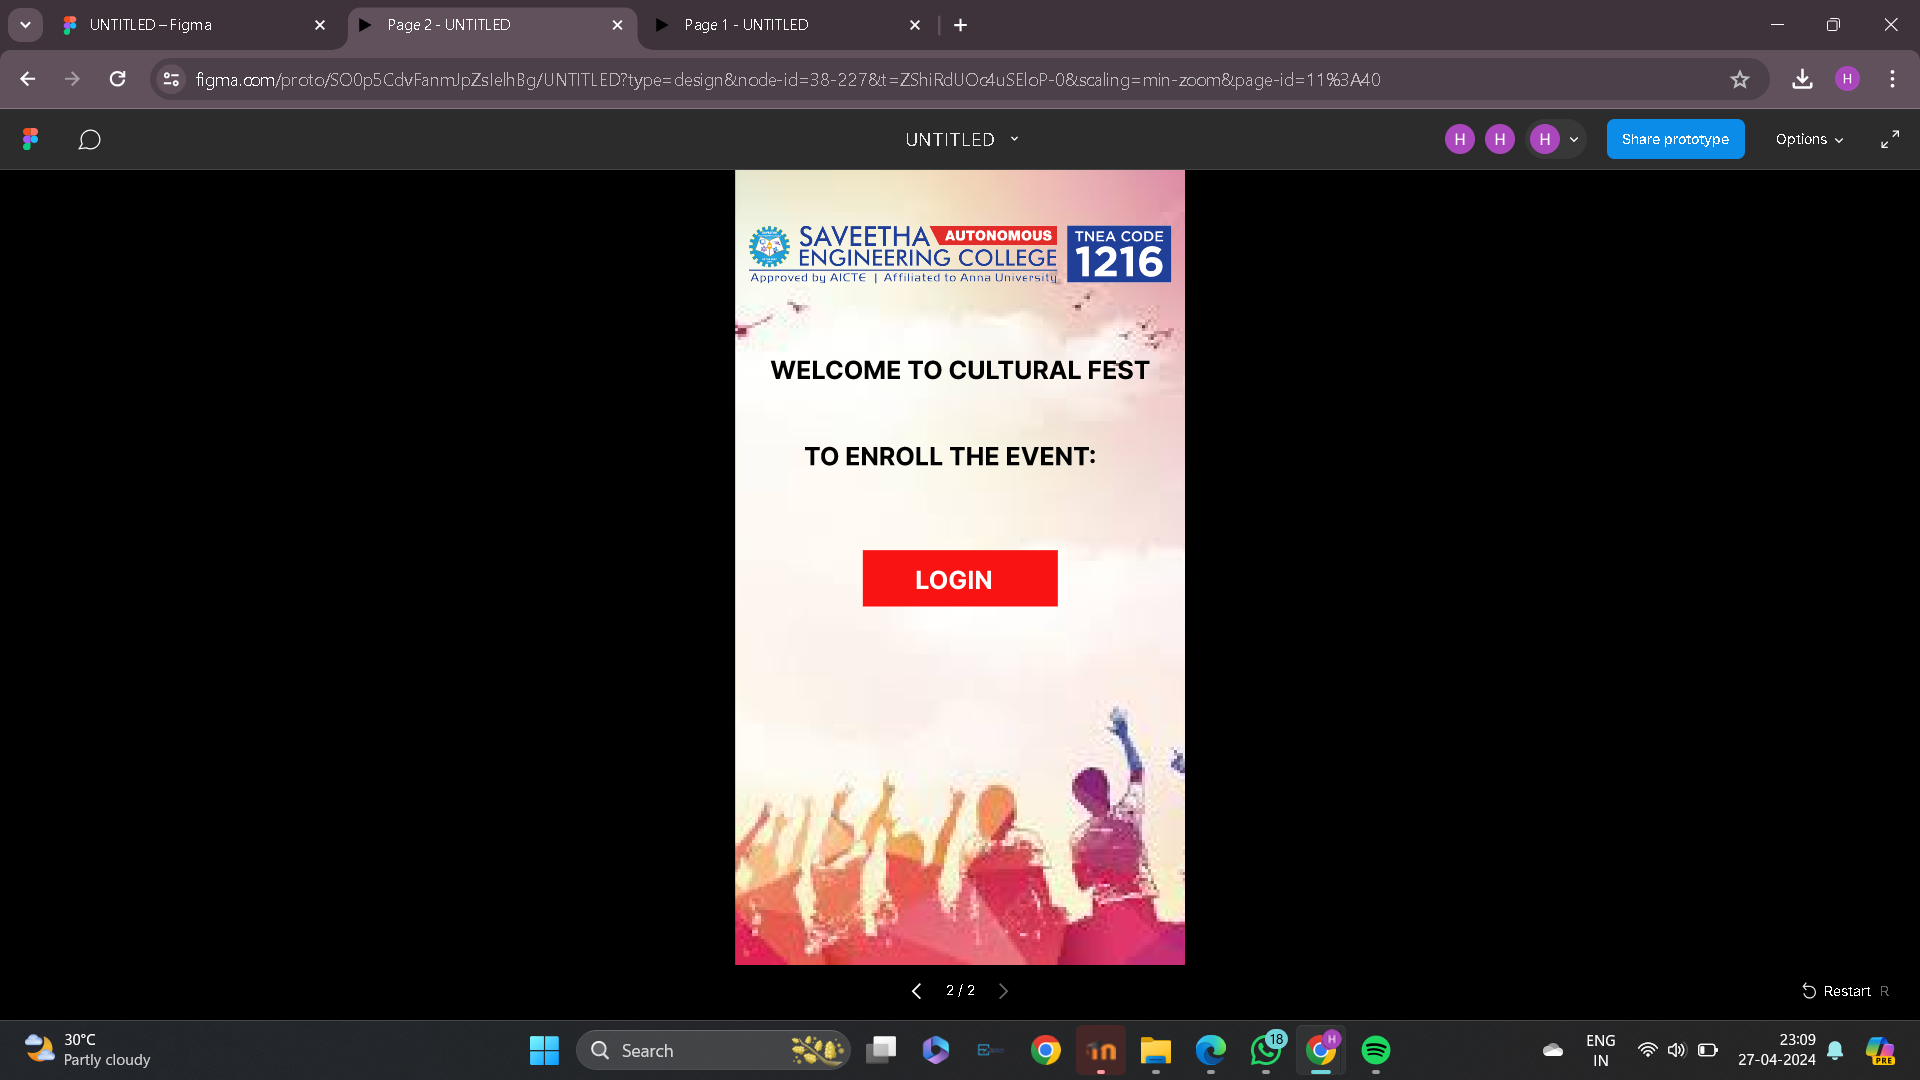 UNTITLED – Figma
Page 2 - UNTITLED
Page 1 - UNTITLED
figma.com/proto/SO0p5CdvFanmJpZsIelhBg/UNTITLED?type=design&node-id=38-227&t=ZShiRdUOc4uSEloP-0&scaling=min-zoom&page-id=11%3A40
H
UNTITLED
H H H
Share prototype
Options
SAVEETHA AUTONOMOUS
ENGINEERING COLLEGE
Approved by AICTE | Affiliated to Anna University
TNEA CODE
1216
WELCOME TO CULTURAL FEST
TO ENROLL THE EVENT:
LOGIN
2 / 2
Restart R
30°C
Partly cloudy
Search
18
H
ENG
IN
23:09
27-04-2024
PRE